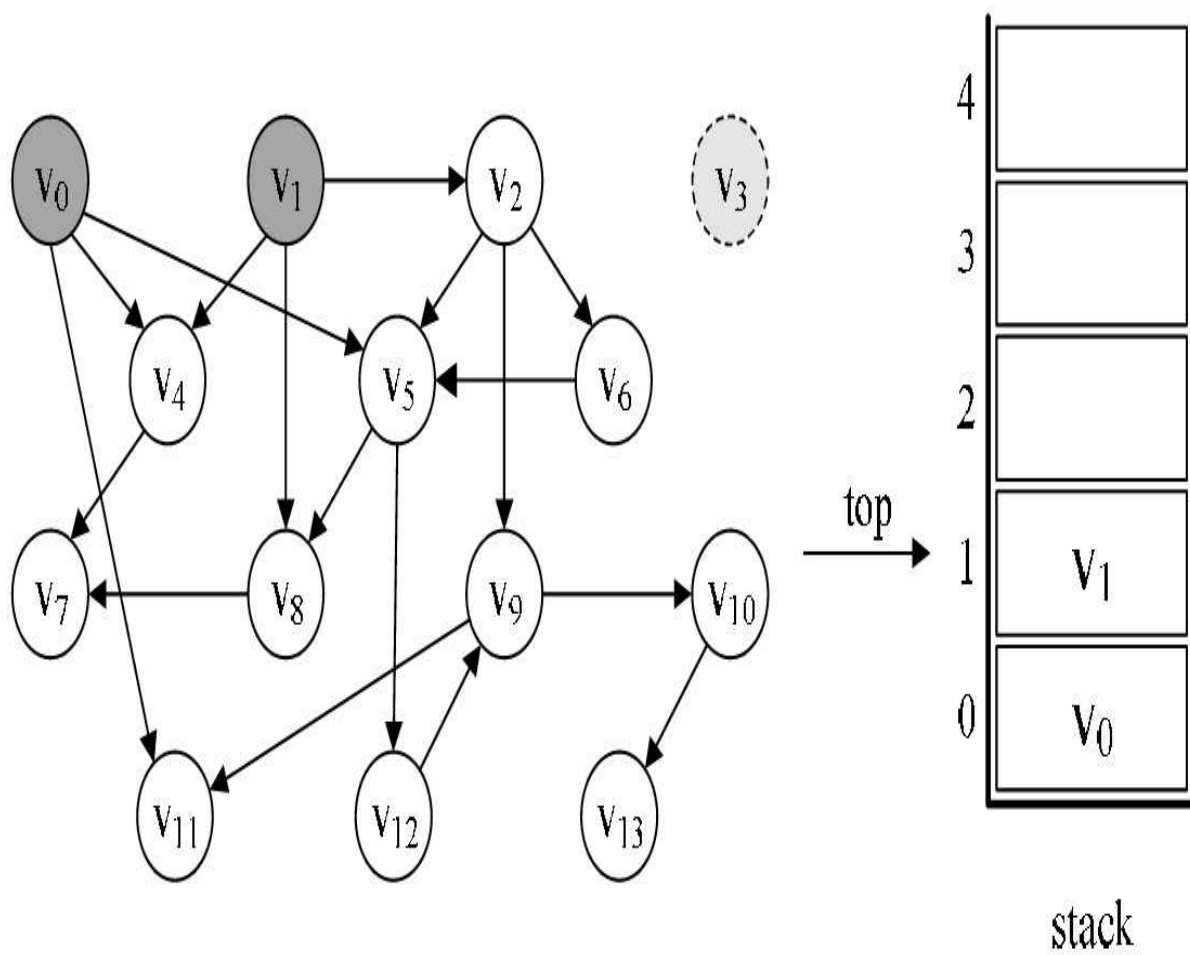 4
V₀ V₁ V₂ V₃
3
V₄ V₅ V₆
2
top
1 V₁
V₇ V₈ V₉ V₁₀
0 V₀
V₁₁ V₁₂ V₁₃
stack